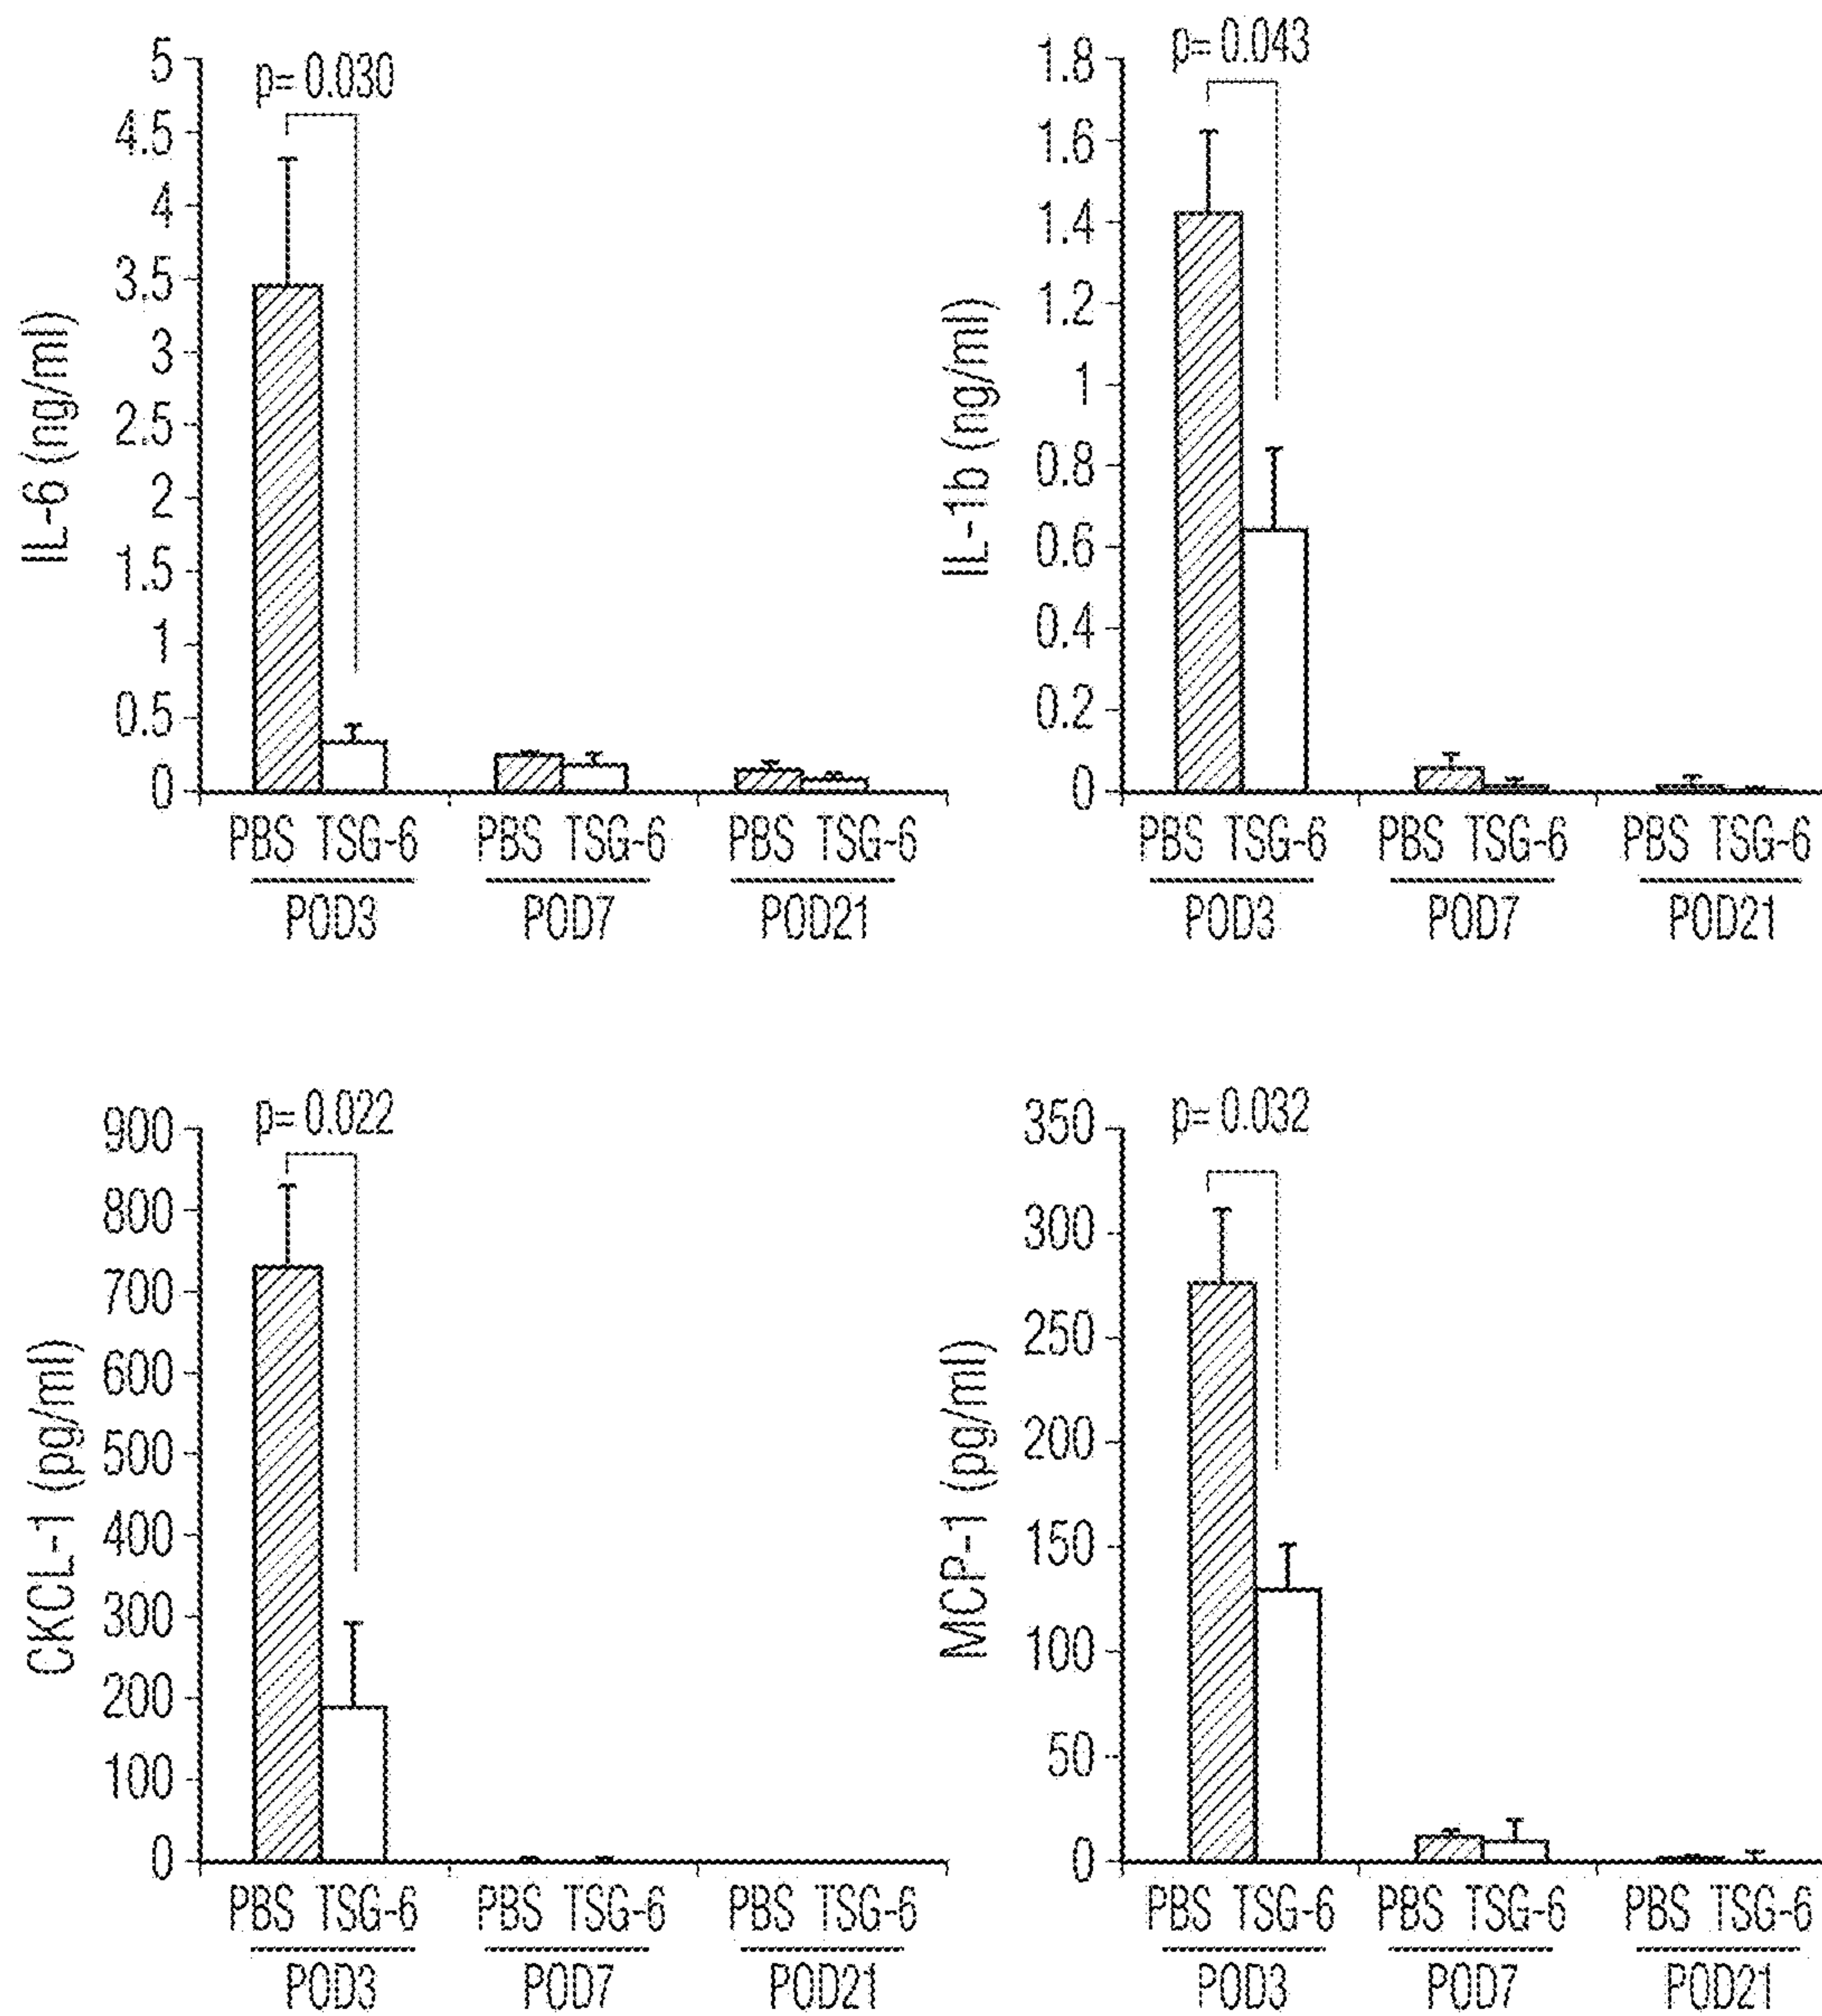 p= 0.030
5
4.5
4
3.5
3
2.5
2
1.5
1
0.5
0
IL-6 (ng/ml)
PBS TSG-6 PBS TSG-6 PBS TSG-6
POD3 POD7 POD21
p= 0.043
1.8
1.6
1.4
1.2
1
0.8
0.6
0.4
0.2
0
IL-1b (ng/ml)
PBS TSG-6 PBS TSG-6 PBS TSG-6
POD3 POD7 POD21
p= 0.022
900
800
700
600
500
400
300
200
100
0
CKCL-1 (pg/ml)
PBS TSG-6 PBS TSG-6 PBS TSG-6
POD3 POD7 POD21
p= 0.032
350
300
250
200
150
100
50
0
MCP-1 (pg/ml)
PBS TSG-6 PBS TSG-6 PBS TSG-6
POD3 POD7 POD21